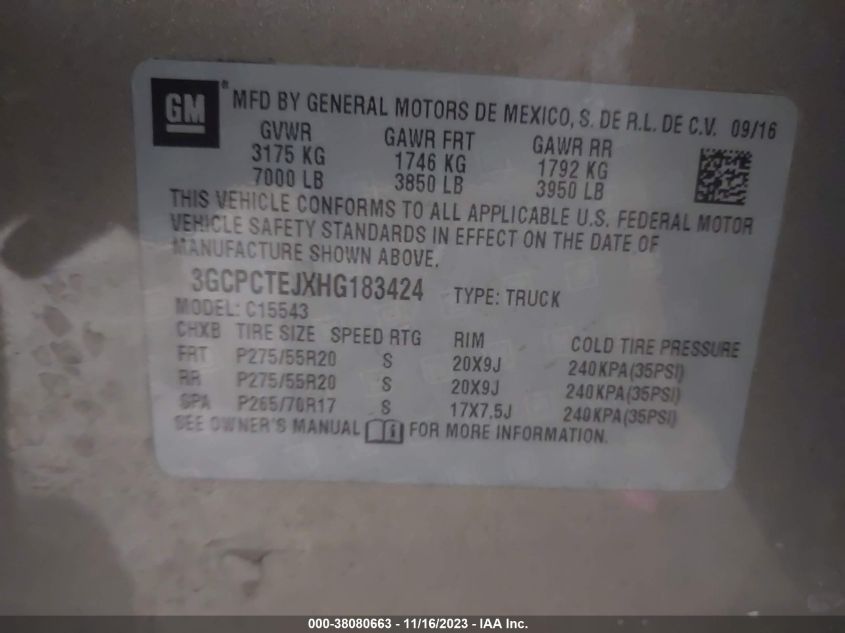 GM ® MFD BY GENERAL MOTORS DE MEXICO, S. DE R.L. DE C.V. 09/16
GVWR GAWR FRT GAWR RR
3175 KG 1746 KG 1792 KG
7000 LB 3850 LB 3950 LB
THIS VEHICLE CONFORMS TO ALL APPLICABLE U.S. FEDERAL MOTOR
VEHICLE SAFETY STANDARDS IN EFFECT ON THE DATE OF
MANUFACTURE SHOWN ABOVE.
3GCPCTEJXHG183424 TYPE: TRUCK
MODEL: C15543
CHXB TIRE SIZE SPEED RTG RIM COLD TIRE PRESSURE
FRT P275/55R20 S 20X9J 240KPA(35PSI)
RR P275/55R20 S 20X9J 240KPA(35PSI)
SPA P265/70R17 S 17X7.5J 240KPA(35PSI)
SEE OWNER'S MANUAL FOR MORE INFORMATION.
000-38080663 - 11/16/2023 - IAA Inc.